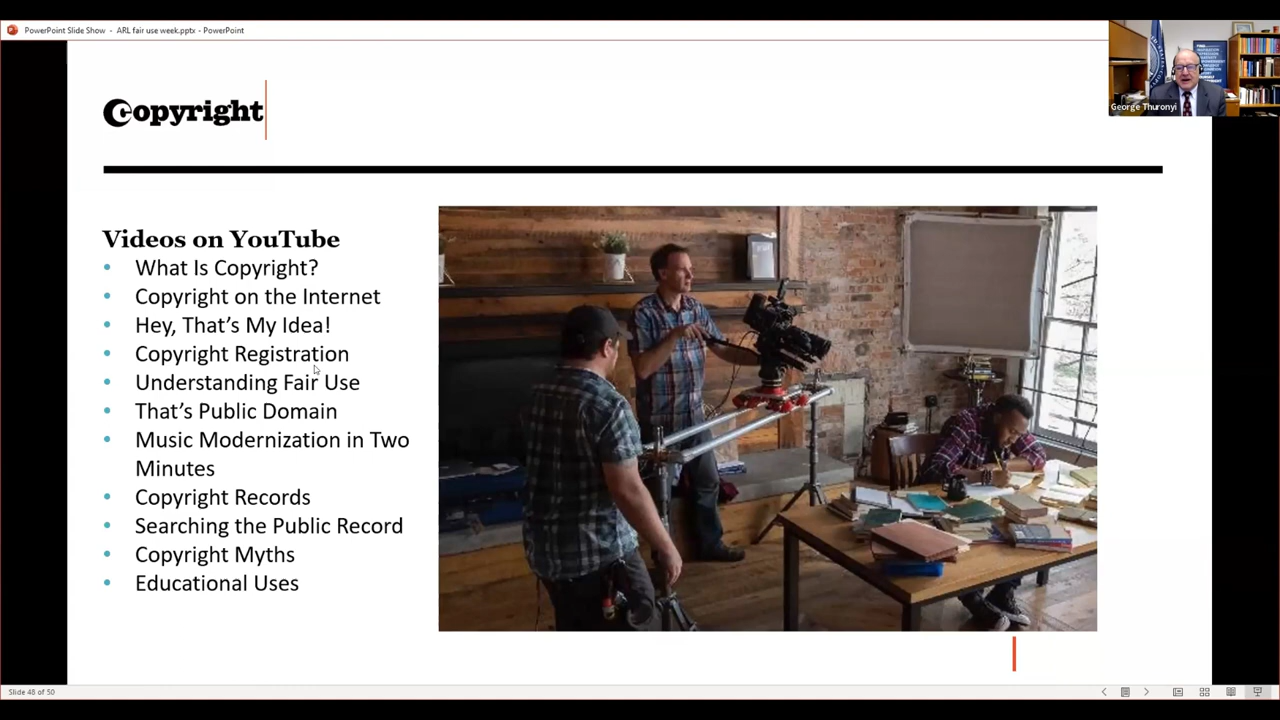 PowerPoint Slide Show - ARL fair use week.pptx - PowerPoint
George Thuronyi
Copyright
Videos on YouTube
• What Is Copyright?
• Copyright on the Internet
• Hey, That's My Idea!
• Copyright Registration
• Understanding Fair Use
• That's Public Domain
• Music Modernization in Two
Minutes
• Copyright Records
• Searching the Public Record
• Copyright Myths
• Educational Uses
Slide 48 of 50